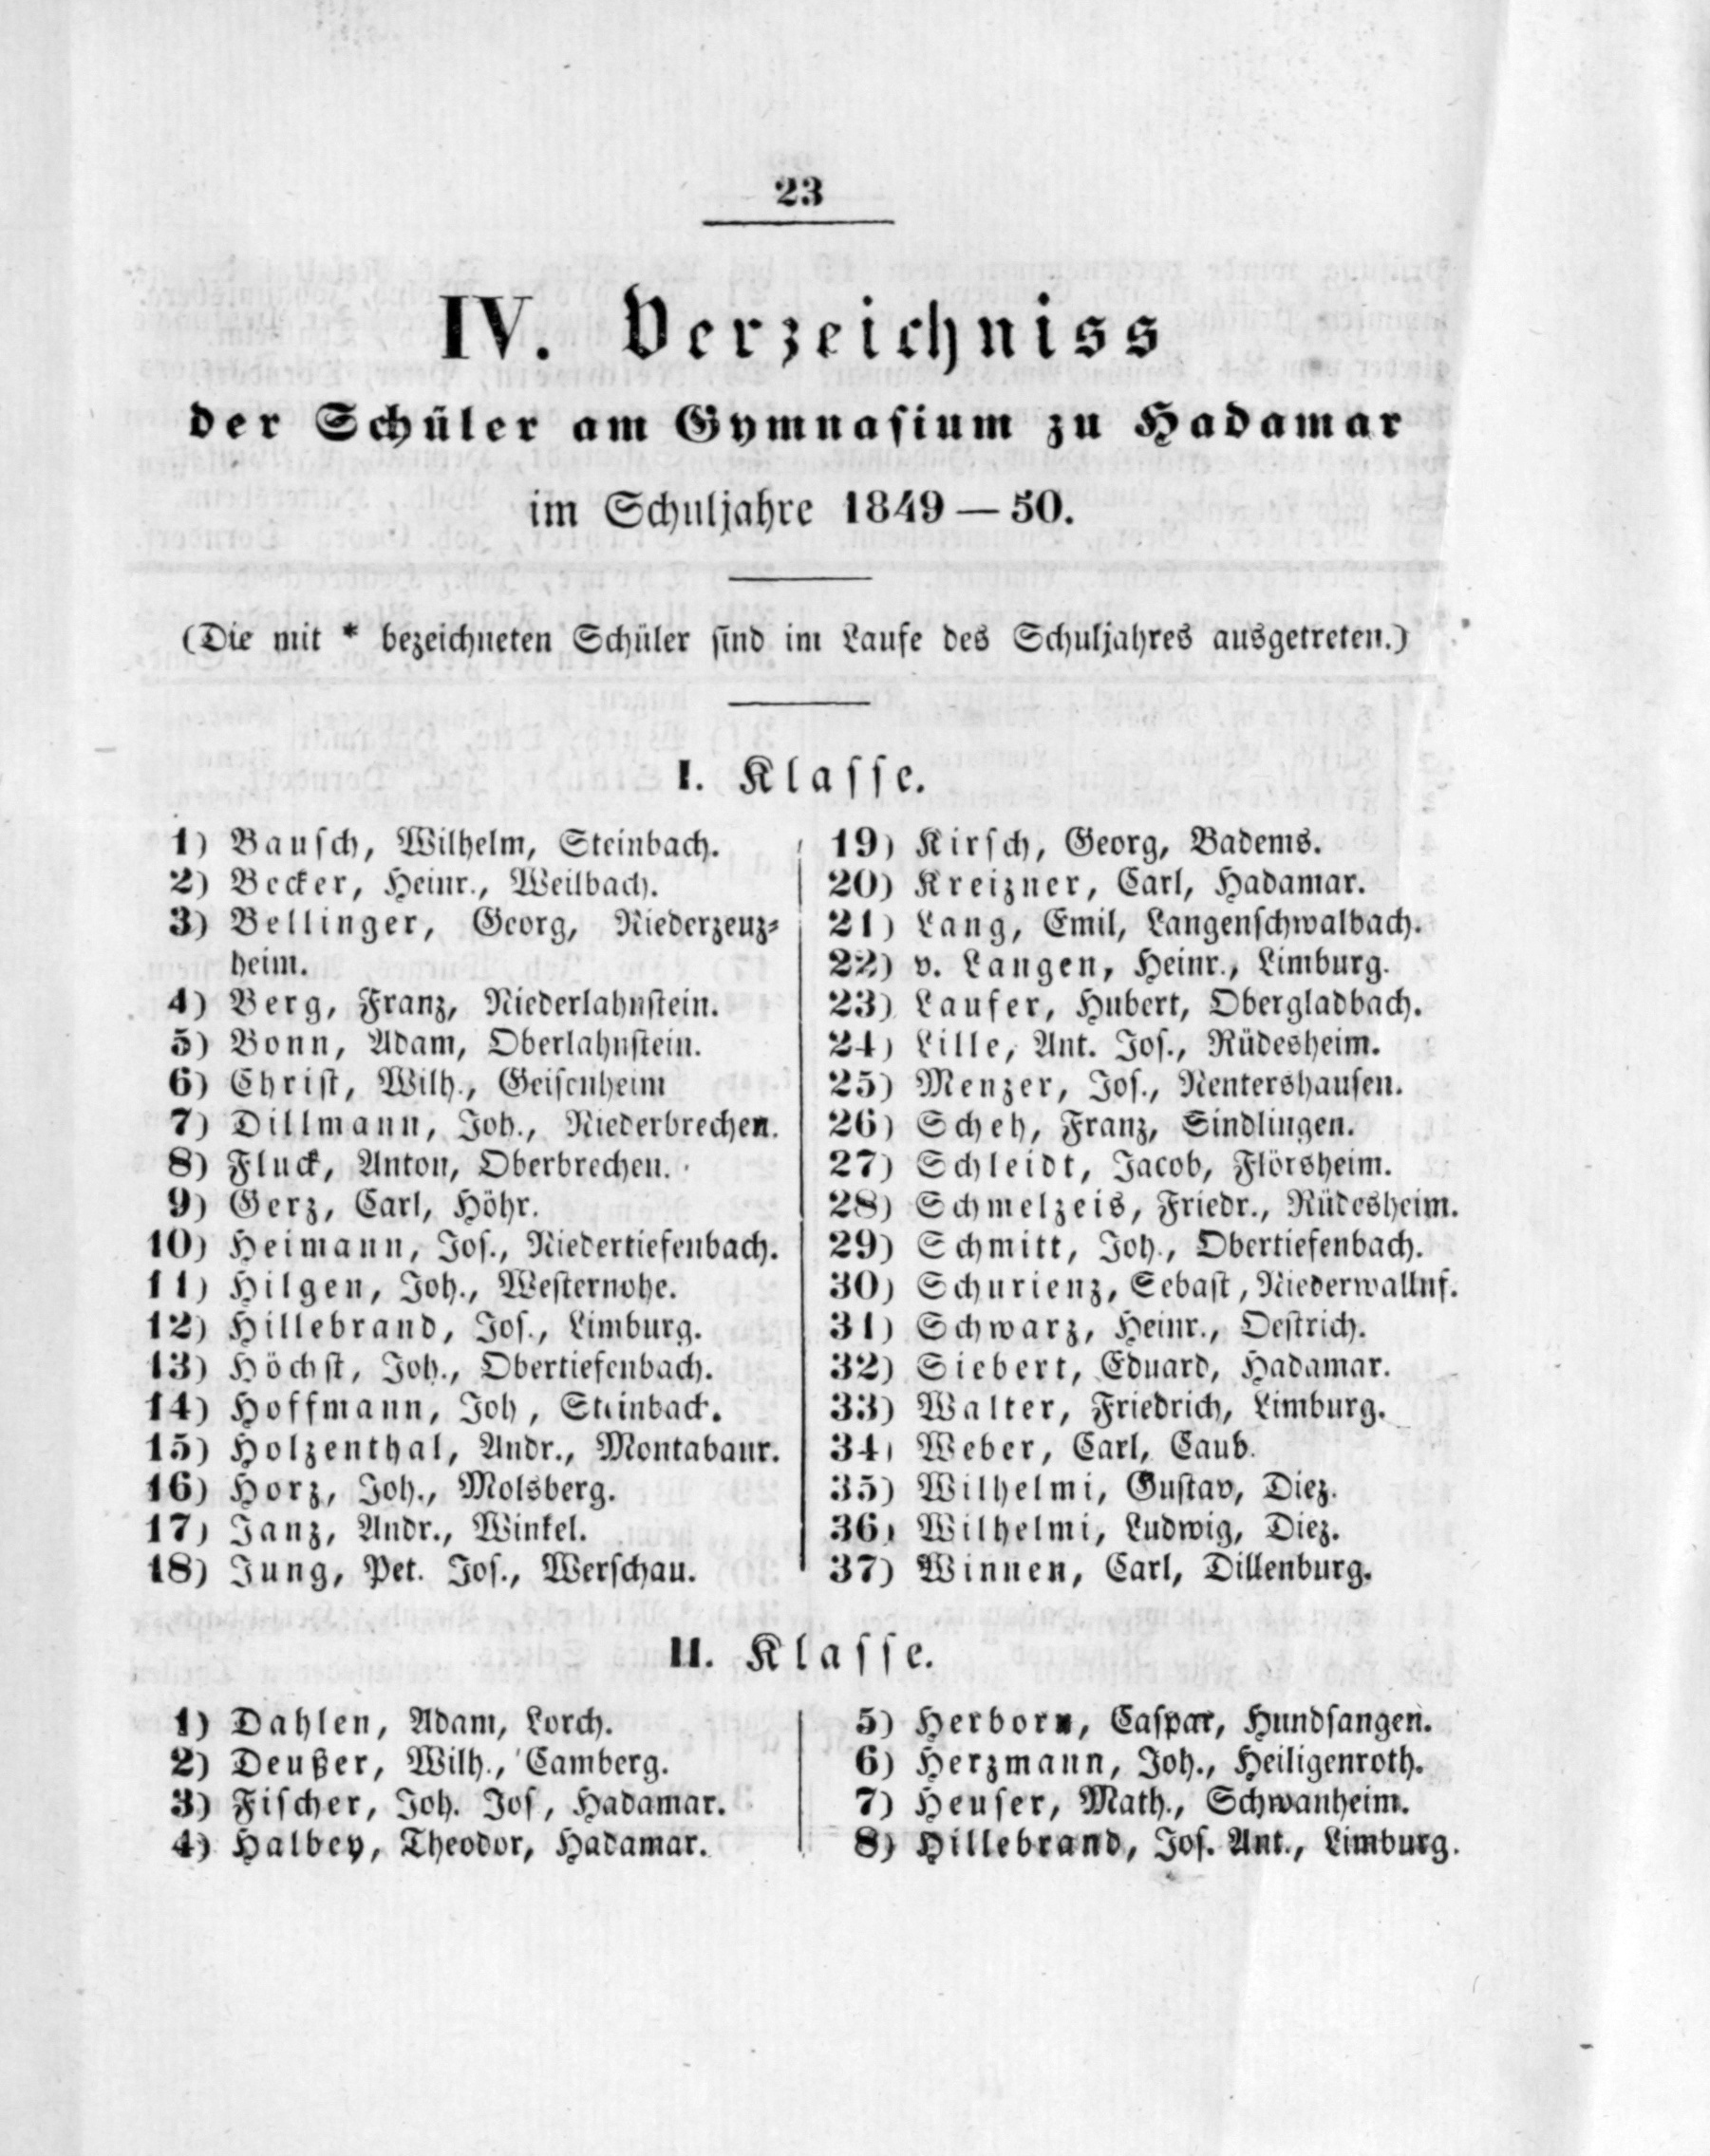 23
IV. Verzeichniss
der Schüler am Gymnasium zu Hadamar
im Schuljahre 1849—50.
(Die mit * bezeichneten Schüler sind im Laufe des Schuljahres ausgetreten.)
I. Klasse.
1) Bausch, Wilhelm, Steinbach.
2) Becker, Heinr., Weilbach.
3) Bellinger, Georg, Niederzeuz-
heim.
4) Berg, Franz, Niederlahnstein.
5) Bonn, Adam, Oberlahnstein.
6) Christ, Wilh., Geisenheim
7) Dillmann, Joh., Niederbrechen.
8) Fluck, Anton, Oberbrechen.
9) Gerz, Carl, Höhr.
10) Heimann, Jos., Niedertiefenbach.
11) Hilgen, Joh., Westernohe.
12) Hillebrand, Jos., Limburg.
13) Höchst, Joh., Obertiefenbach.
14) Hoffmann, Joh, Steinbach.
15) Holzenthal, Andr., Montabaur.
16) Horz, Joh., Molsberg.
17) Janz, Andr., Winkel.
18) Jung, Pet. Jos., Werschau.
19) Kirsch, Georg, Badems.
20) Kreizner, Carl, Hadamar.
21) Lang, Emil, Langenschwalbach.
22) v. Langen, Heinr., Limburg.
23) Laufer, Hubert, Obergladbach.
24) Lille, Ant. Jos., Rüdesheim.
25) Menzer, Jos., Nentershausen.
26) Scheh, Franz, Sindlingen.
27) Schleidt, Jacob, Flörsheim.
28) Schmelzeis, Friedr., Rüdesheim.
29) Schmitt, Joh., Obertiefenbach.
30) Schurienz, Sebast, Niederwalluf.
31) Schwarz, Heinr., Oestrich.
32) Siebert, Eduard, Hadamar.
33) Walter, Friedrich, Limburg.
34) Weber, Carl, Caub.
35) Wilhelmi, Gustav, Diez.
36) Wilhelmi, Ludwig, Diez.
37) Winnen, Carl, Dillenburg.
II. Klasse.
1) Dahlen, Adam, Lorch.
2) Deußer, Wilh., Camberg.
3) Fischer, Joh. Jos, Hadamar.
4) Halbey, Theodor, Hadamar.
5) Herborn, Caspar, Hundsangen.
6) Herzmann, Joh., Heiligenroth.
7) Heuser, Math., Schwanheim.
8) Hillebrand, Jos. Ant., Limburg.